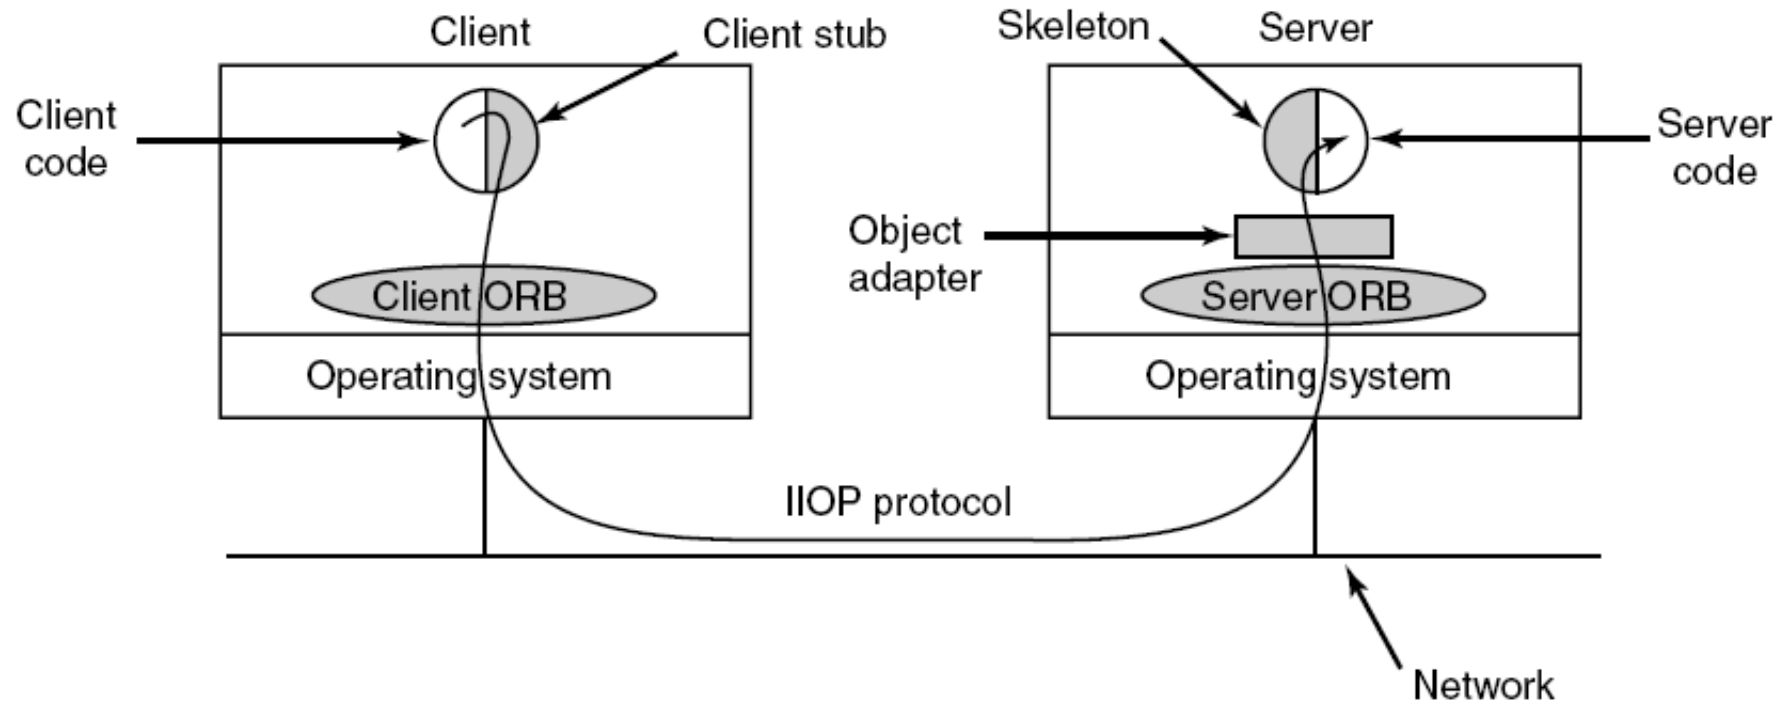 Client
Client stub
Skeleton
Server
Client
code
Server
code
Object
adapter
Client ORB
Server ORB
Operating system
Operating system
IIOP protocol
Network